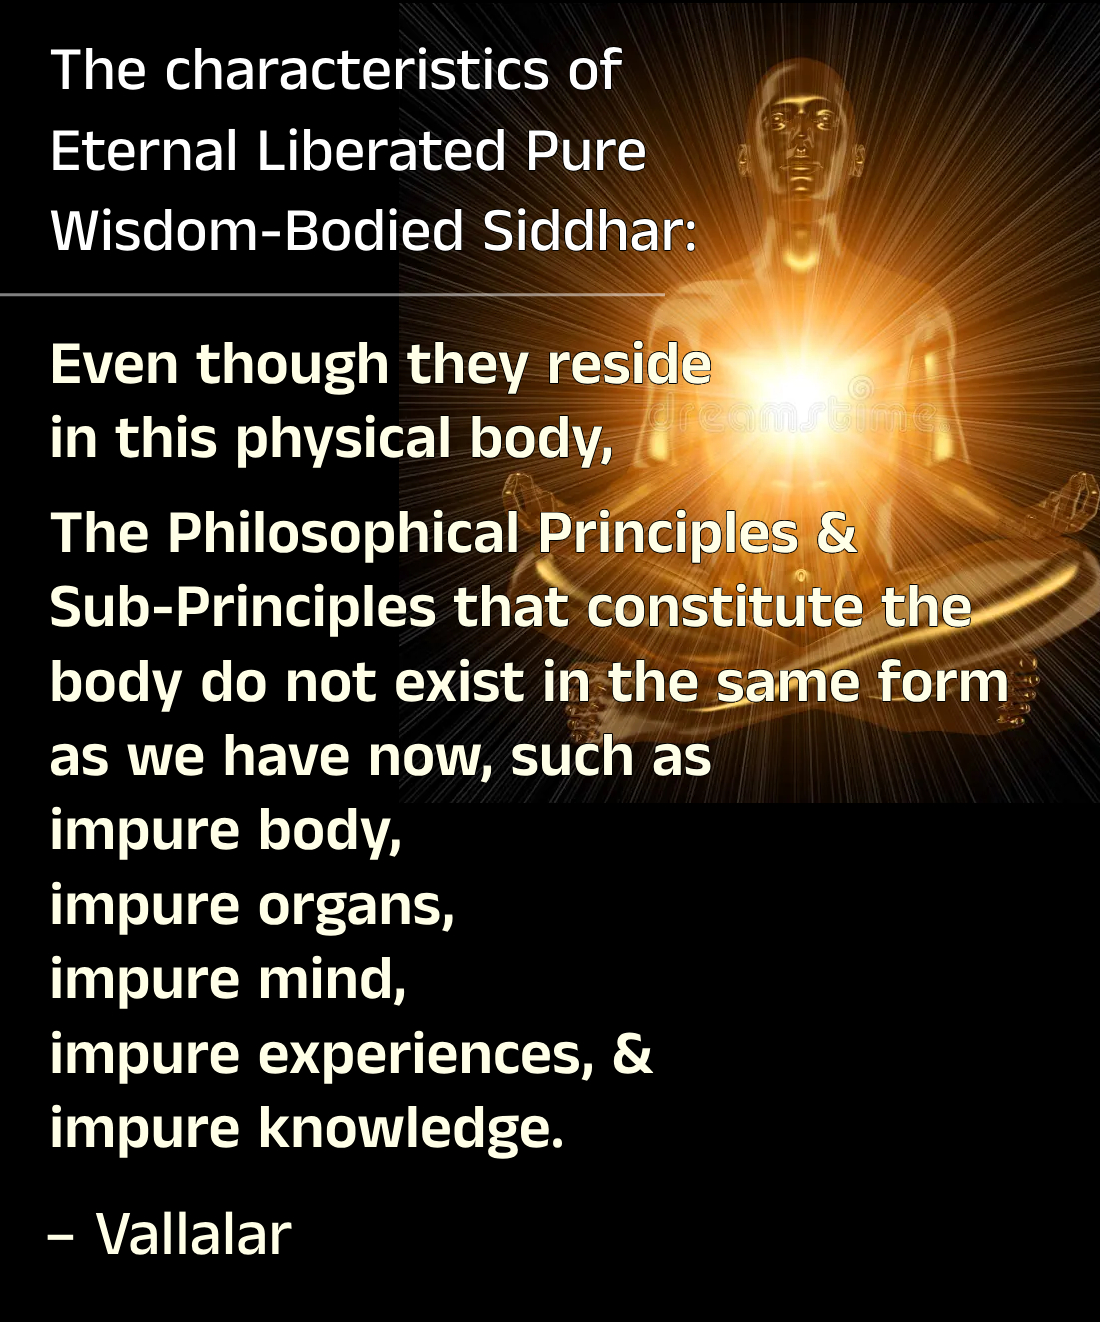 The characteristics of
Eternal Liberated Pure
Wisdom-Bodied Siddhar:
Even though they reside
in this physical body,
dreamstime.
The Philosophical Principles &
Sub-Principles that constitute the
body do not exist in the same form
as we have now, such as
impure body,
impure organs,
impure mind,
impure experiences, &
impure knowledge.
– Vallalar